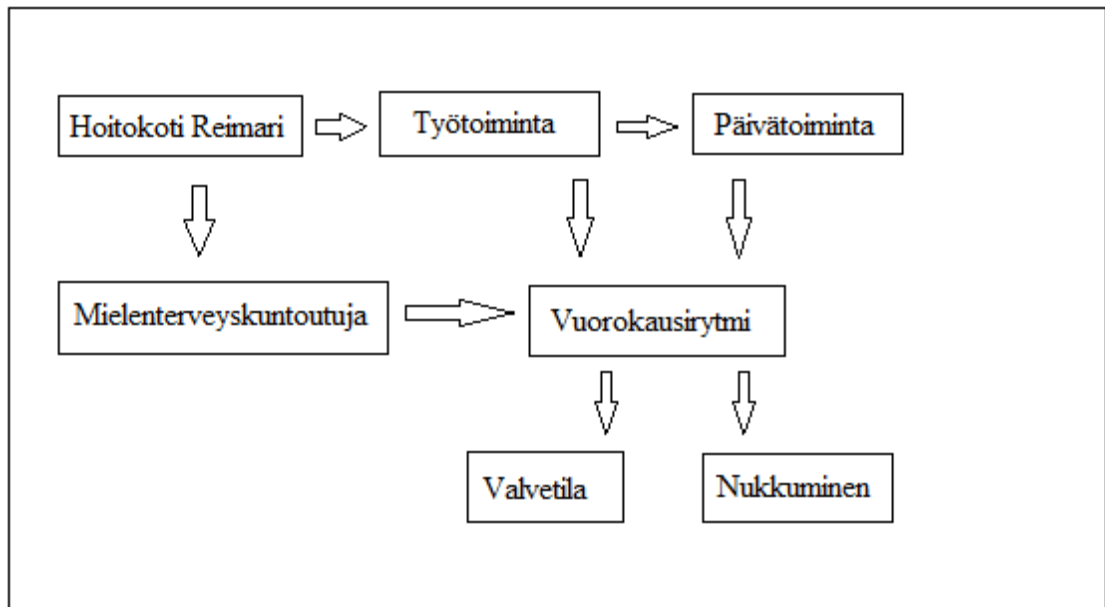 Hoitokoti Reimari
Työtoiminta
Päivätoiminta
Mielenterveyskuntoutuja
Vuorokausirytmi
Valvetila
Nukkuminen